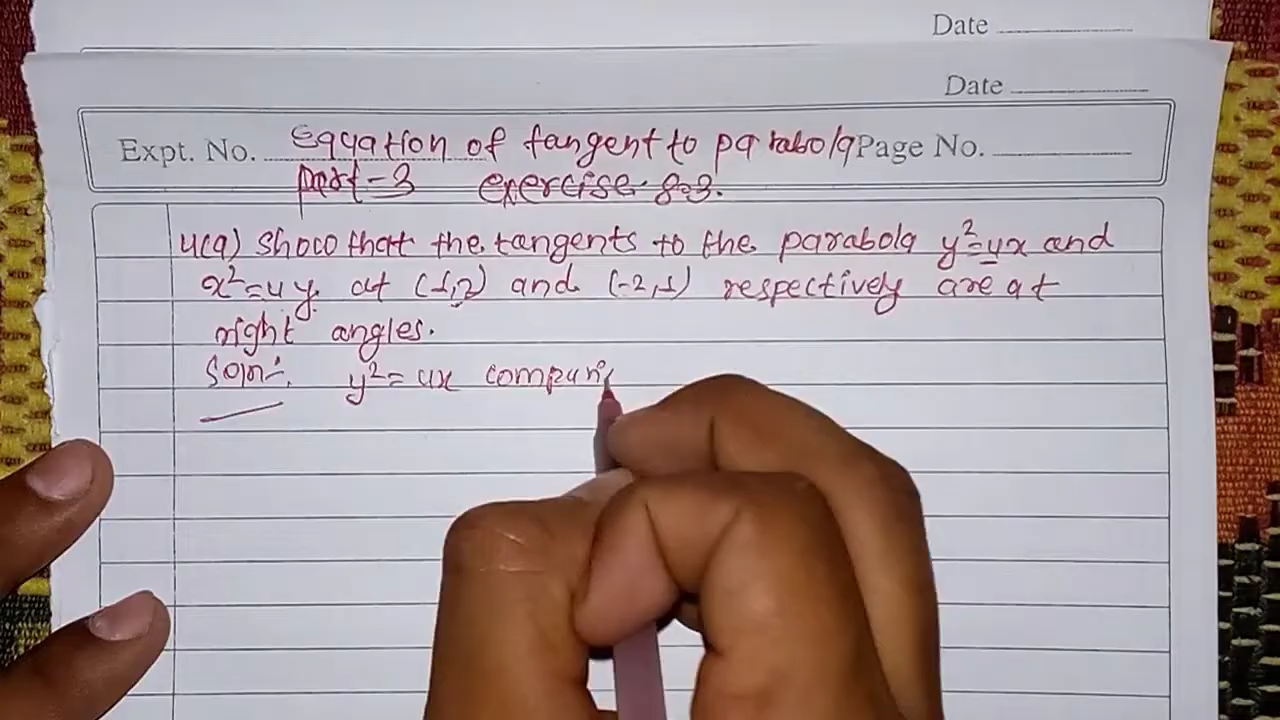 Date
Date
Expt. No. Equation of tangent to parabola Page No.
part-3 exercise 8.3.
4(a) Show that the tangents to the parabola y²=4x and
x²=4y. at (1,2) and (-2,1) respectively are at
right angles.
Soln:. y²= 4x compari